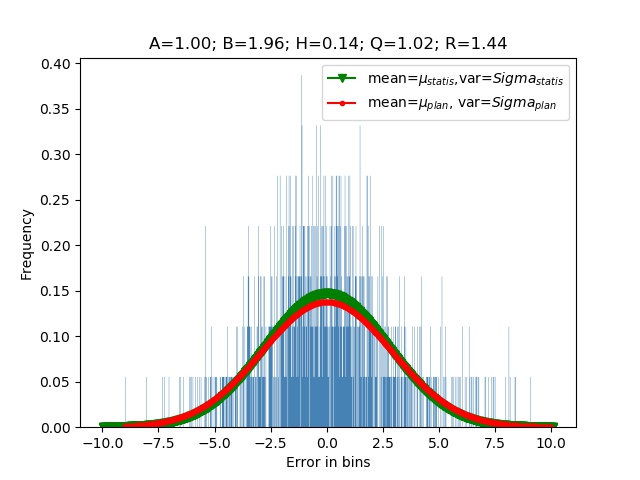 A=1.00; B=1.96; H=0.14; Q=1.02; R=1.44
0.40
0.35
0.30
0.25
0.20
0.15
0.10
0.05
0.00
Frequency
mean=μstatis,var=Sigmastatis
mean=μplan, var=Sigmaplan
−10.0 −7.5 −5.0 −2.5 0.0 2.5 5.0 7.5 10.0
Error in bins